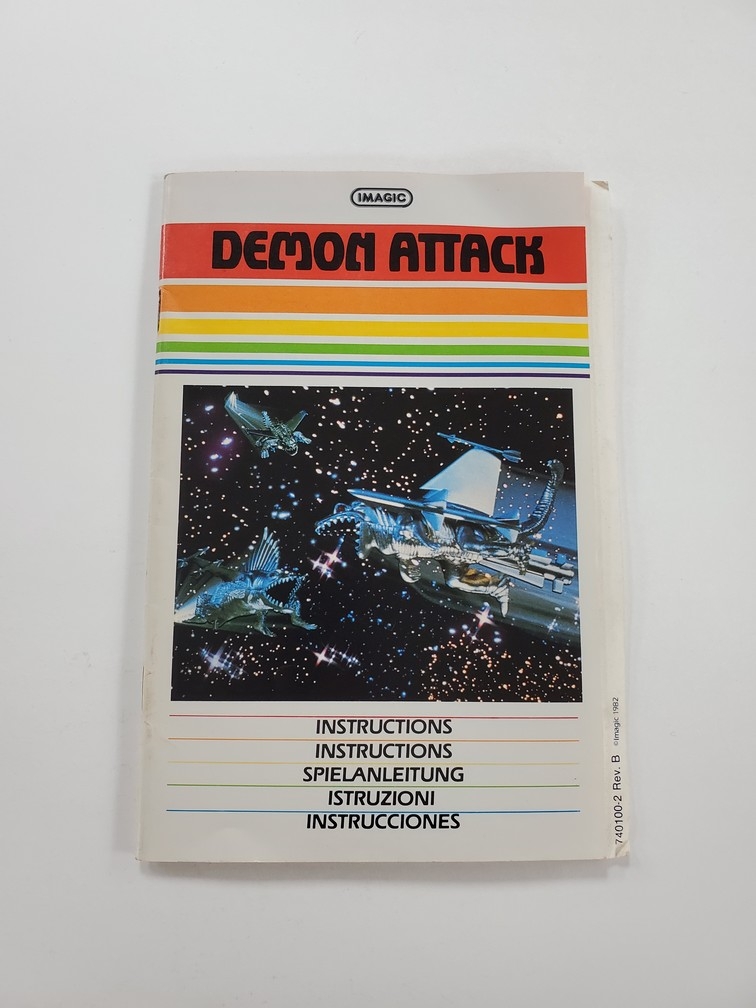 IMAGIC
DEMON ATTACK
INSTRUCTIONS
INSTRUCTIONS
SPIELANLEITUNG
ISTRUZIONI
INSTRUCCIONES
740100-2 Rev. B ©Imagic 1982